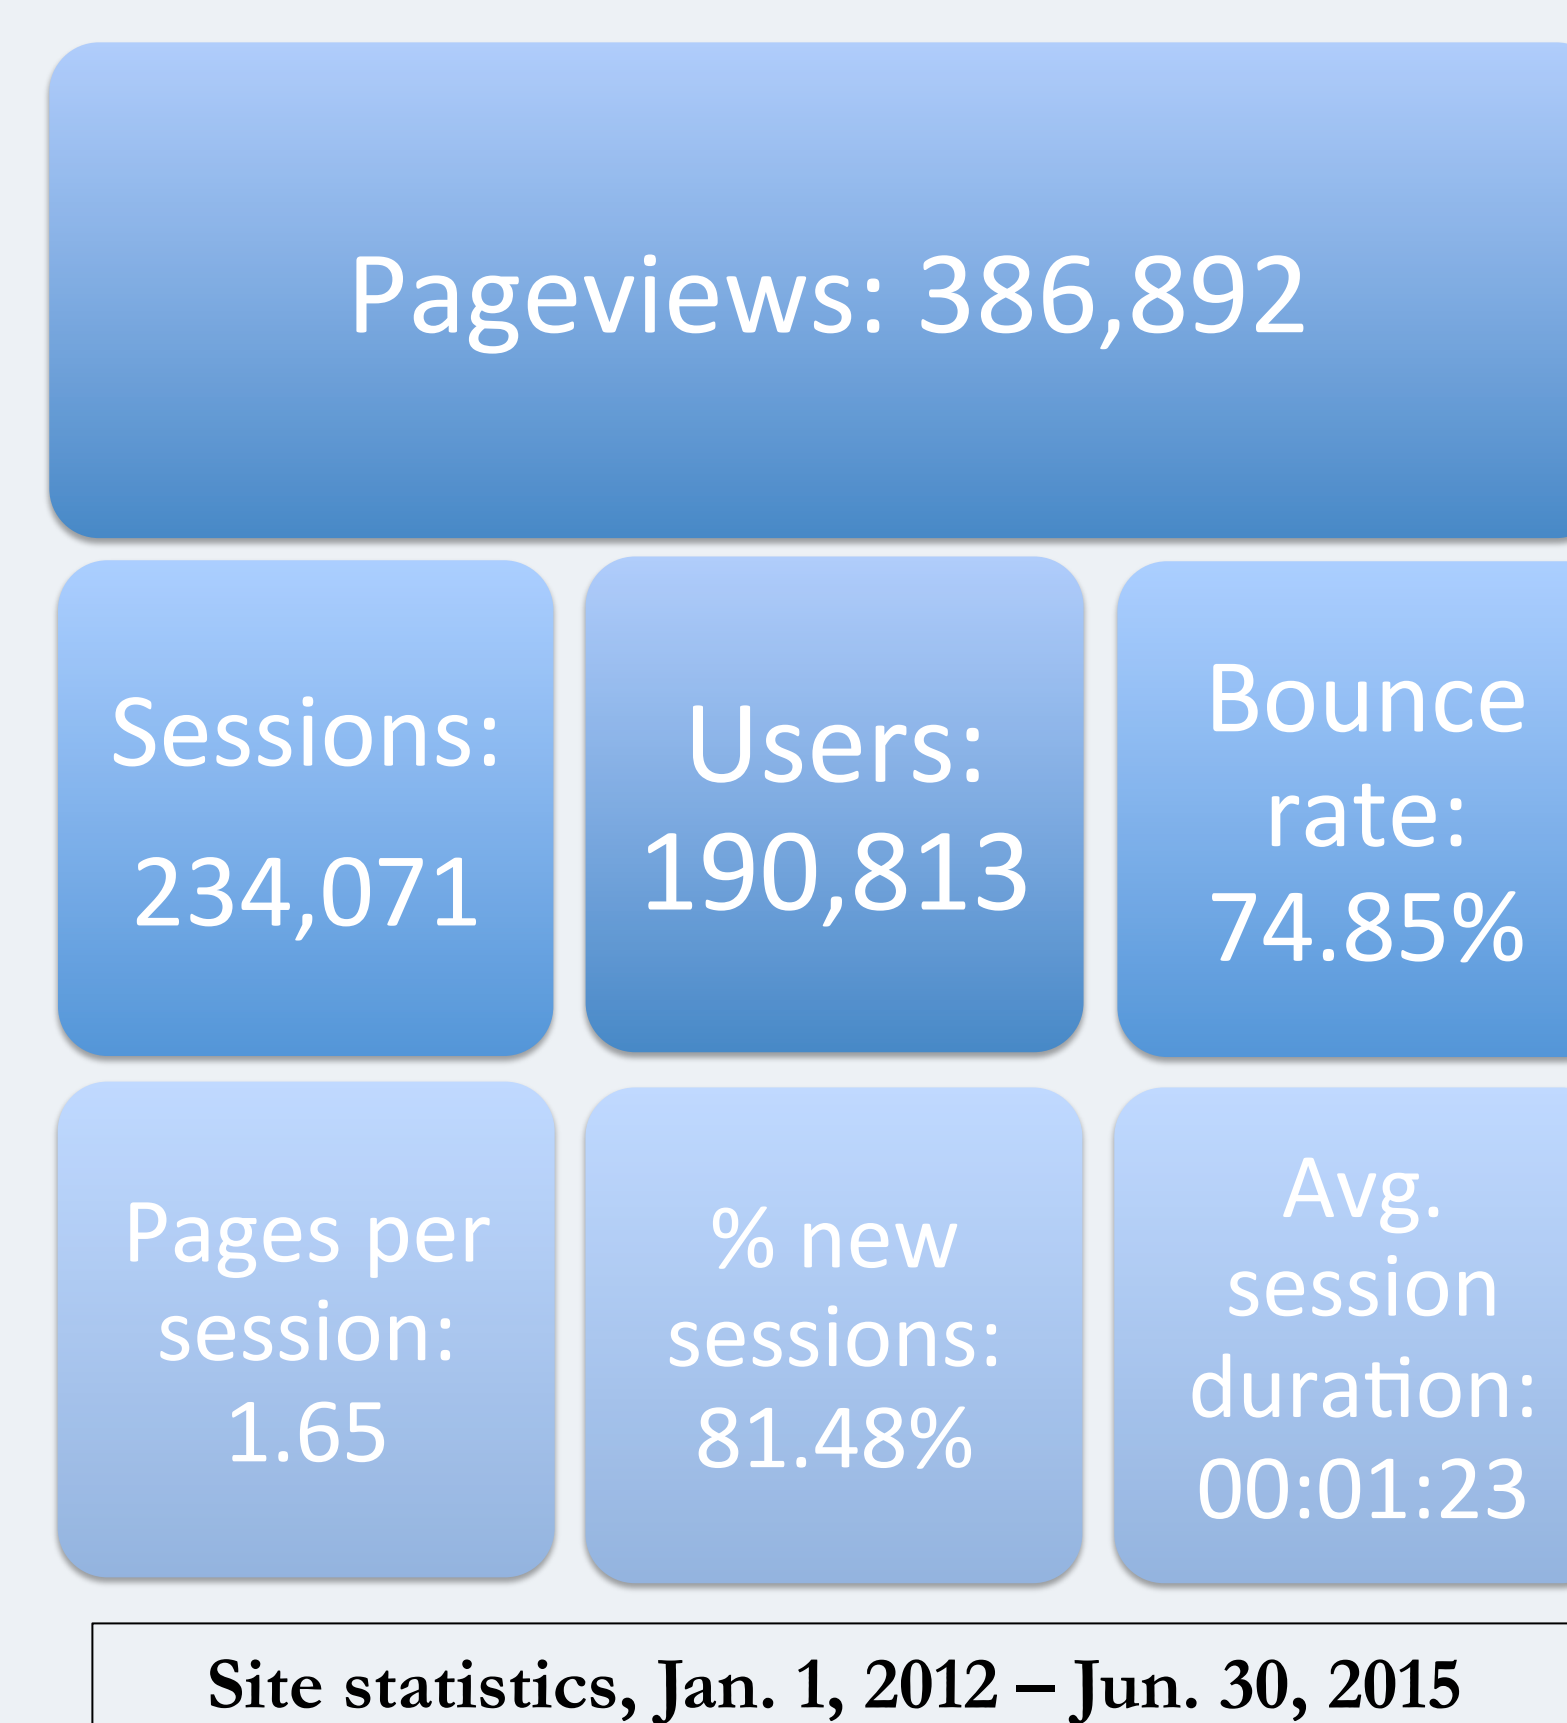 Pageviews: 386,892
Sessions:
234,071
Users:
190,813
Bounce
rate:
74.85%
Pages per
session:
1.65
% new
sessions:
81.48%
Avg.
session
duration:
00:01:23
Site statistics, Jan. 1, 2012 – Jun. 30, 2015